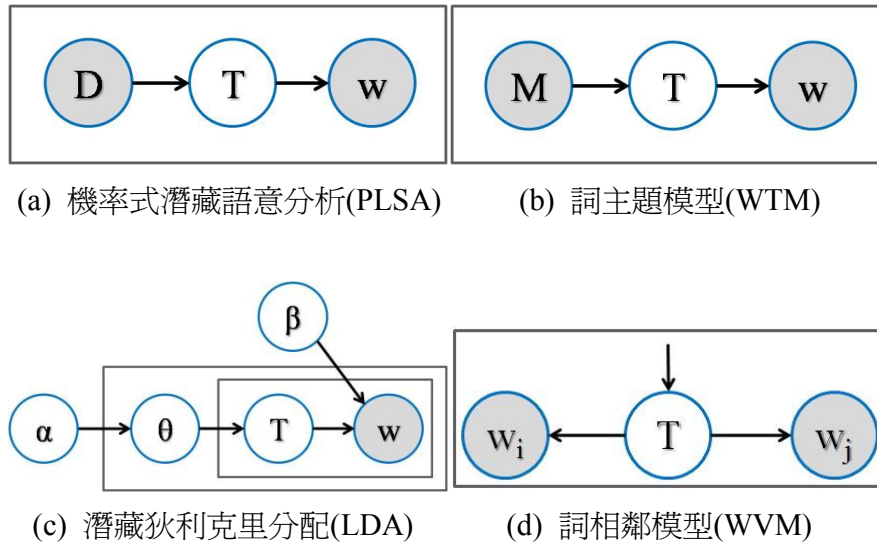 D T w
M T w
(a) 機率式潛藏語意分析(PLSA)
(b) 詞主題模型(WTM)
β
α θ T w
wi T wj
(c) 潛藏狄利克里分配(LDA)
(d) 詞相鄰模型(WVM)